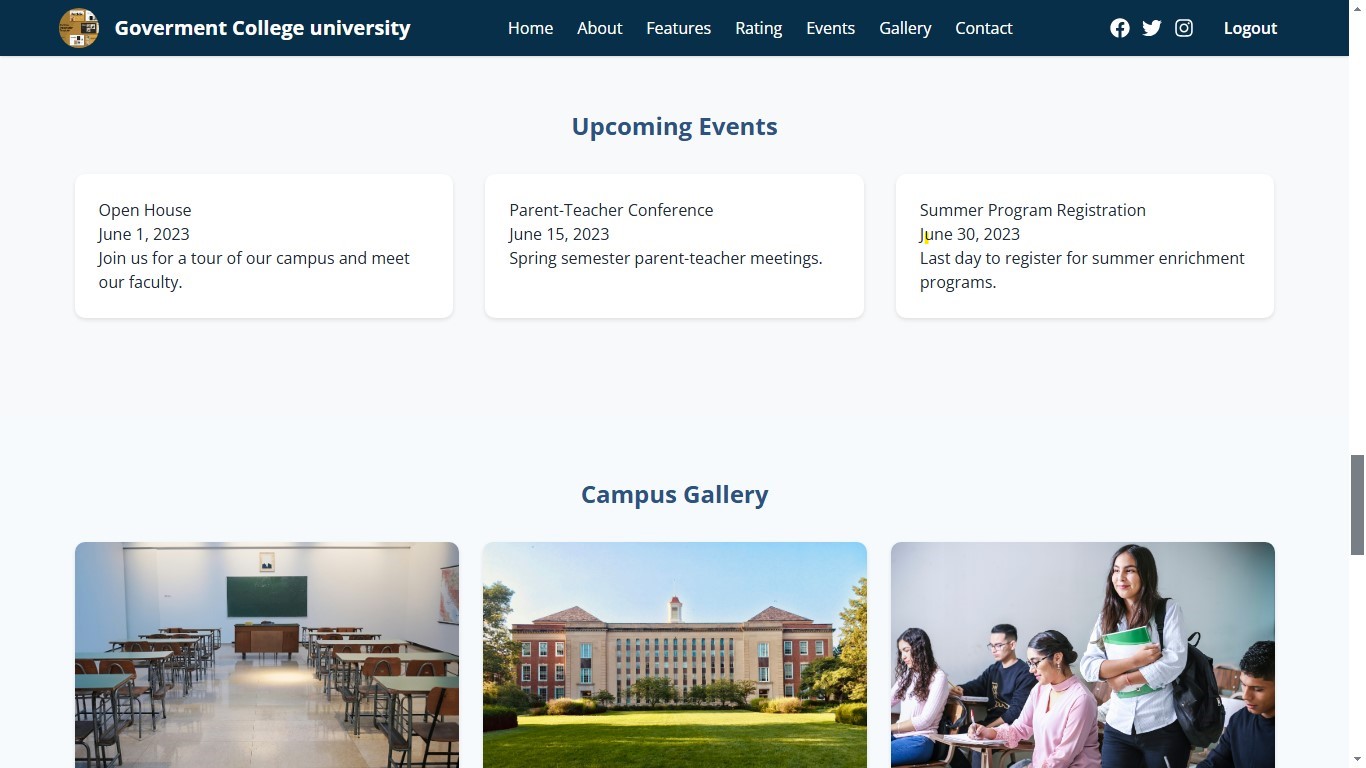 Goverment College university
Home About Features Rating Events Gallery Contact
Logout
Upcoming Events
Open House
June 1, 2023
Join us for a tour of our campus and meet
our faculty.
Parent-Teacher Conference
June 15, 2023
Spring semester parent-teacher meetings.
Summer Program Registration
June 30, 2023
Last day to register for summer enrichment
programs.
Campus Gallery